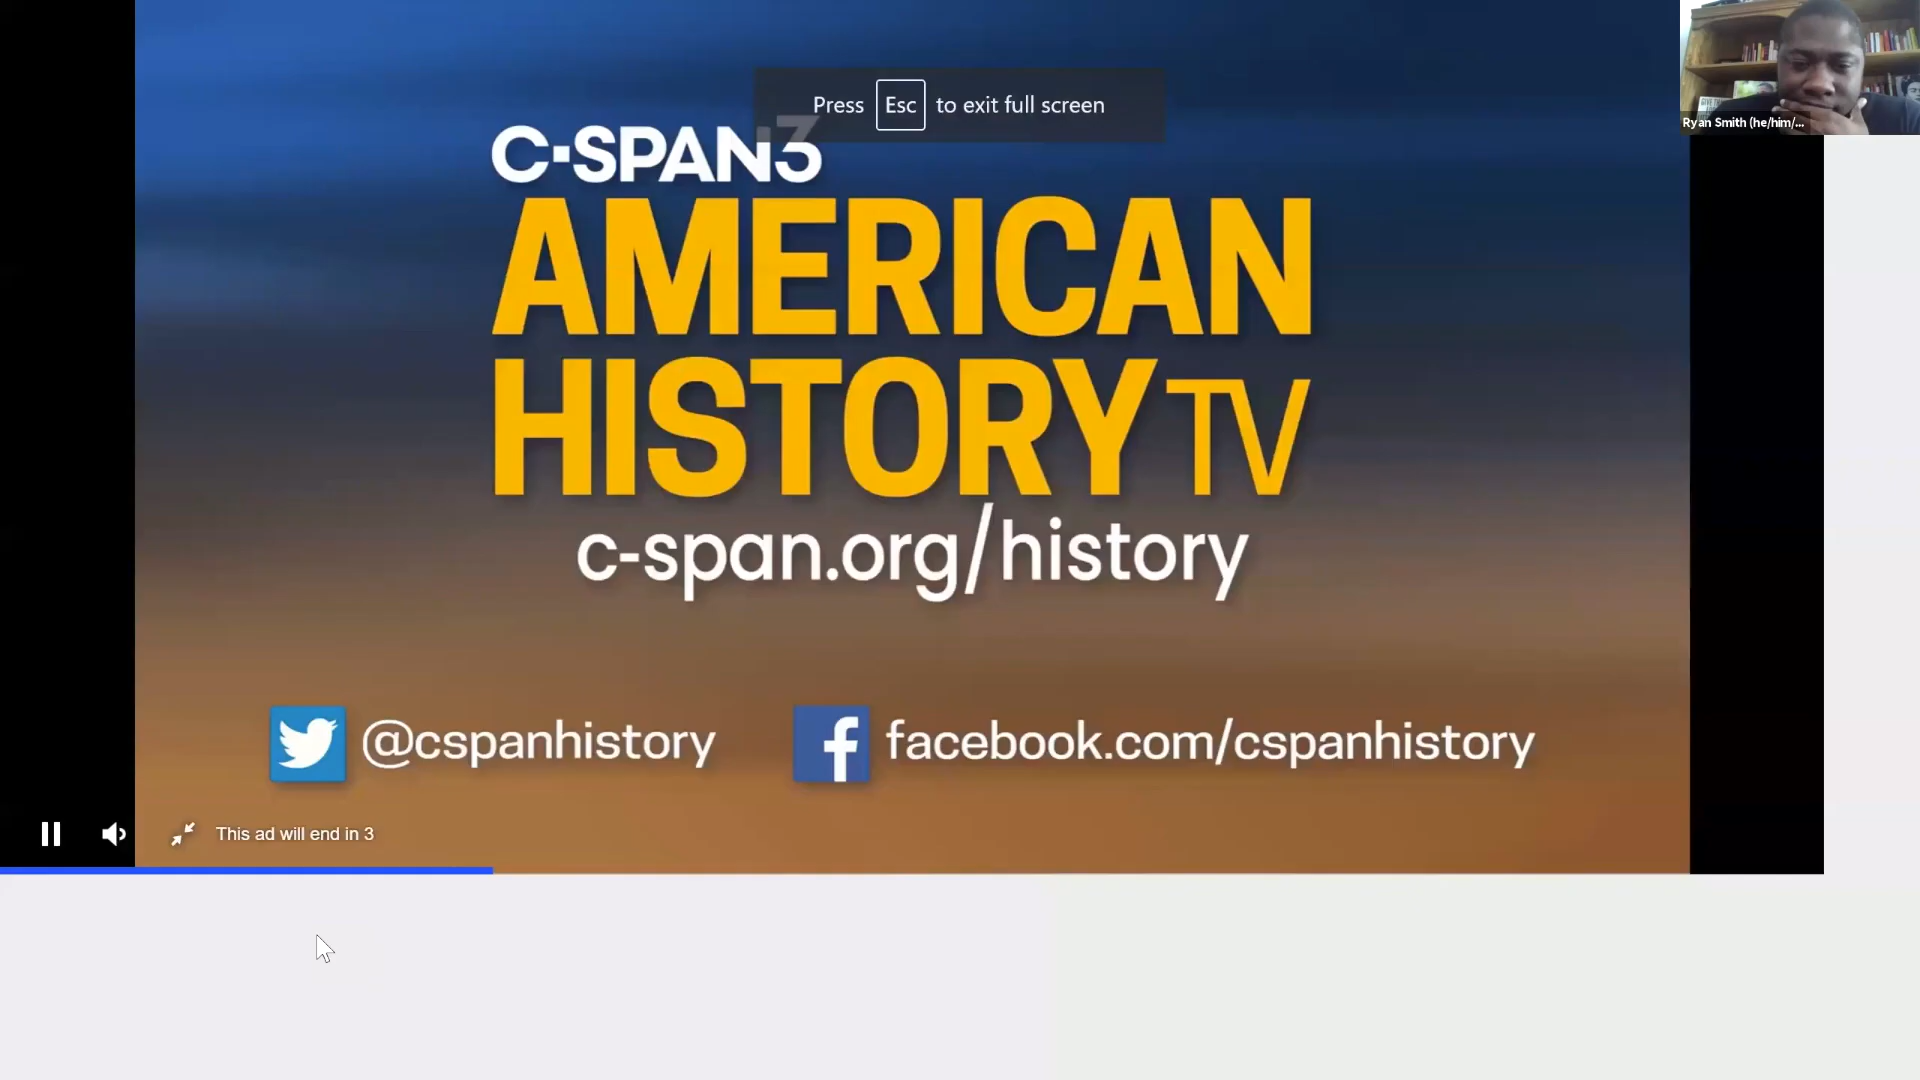 Press Esc to exit full screen
Ryan Smith (he/him/...
C-SPAN3
AMERICAN
HISTORY TV
c-span.org/history
@cspanhistory
facebook.com/cspanhistory
This ad will end in 3